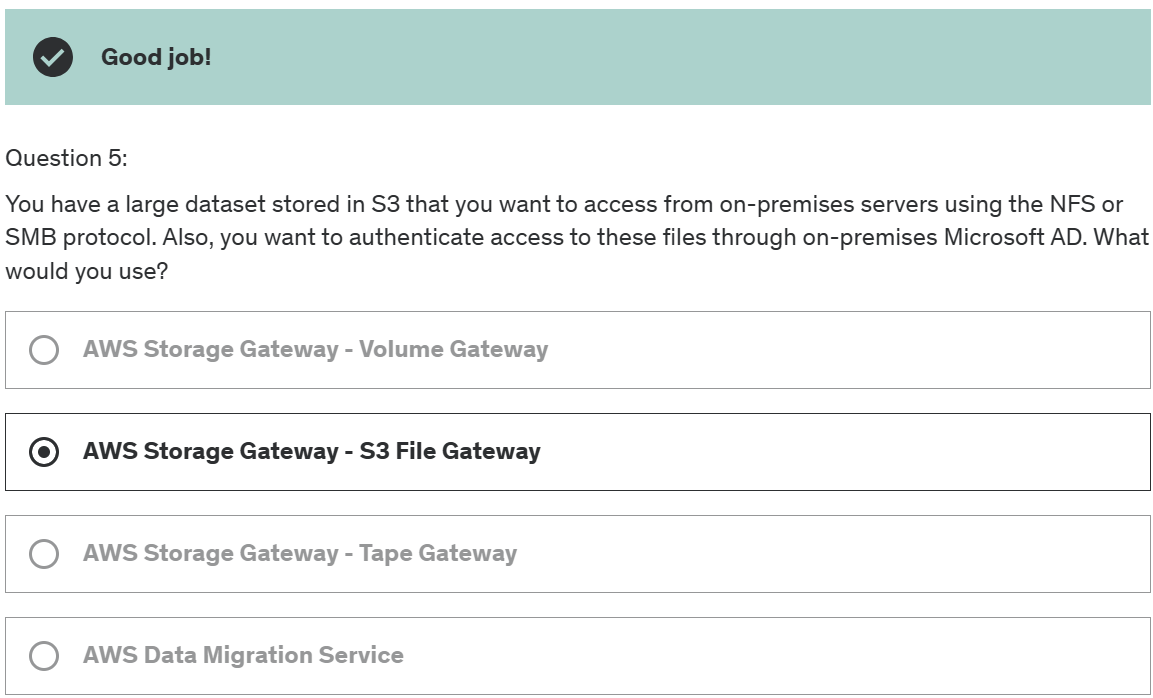 Good job!
Question 5:
You have a large dataset stored in S3 that you want to access from on-premises servers using the NFS or
SMB protocol. Also, you want to authenticate access to these files through on-premises Microsoft AD. What
would you use?
AWS Storage Gateway - Volume Gateway
AWS Storage Gateway - S3 File Gateway
AWS Storage Gateway - Tape Gateway
AWS Data Migration Service